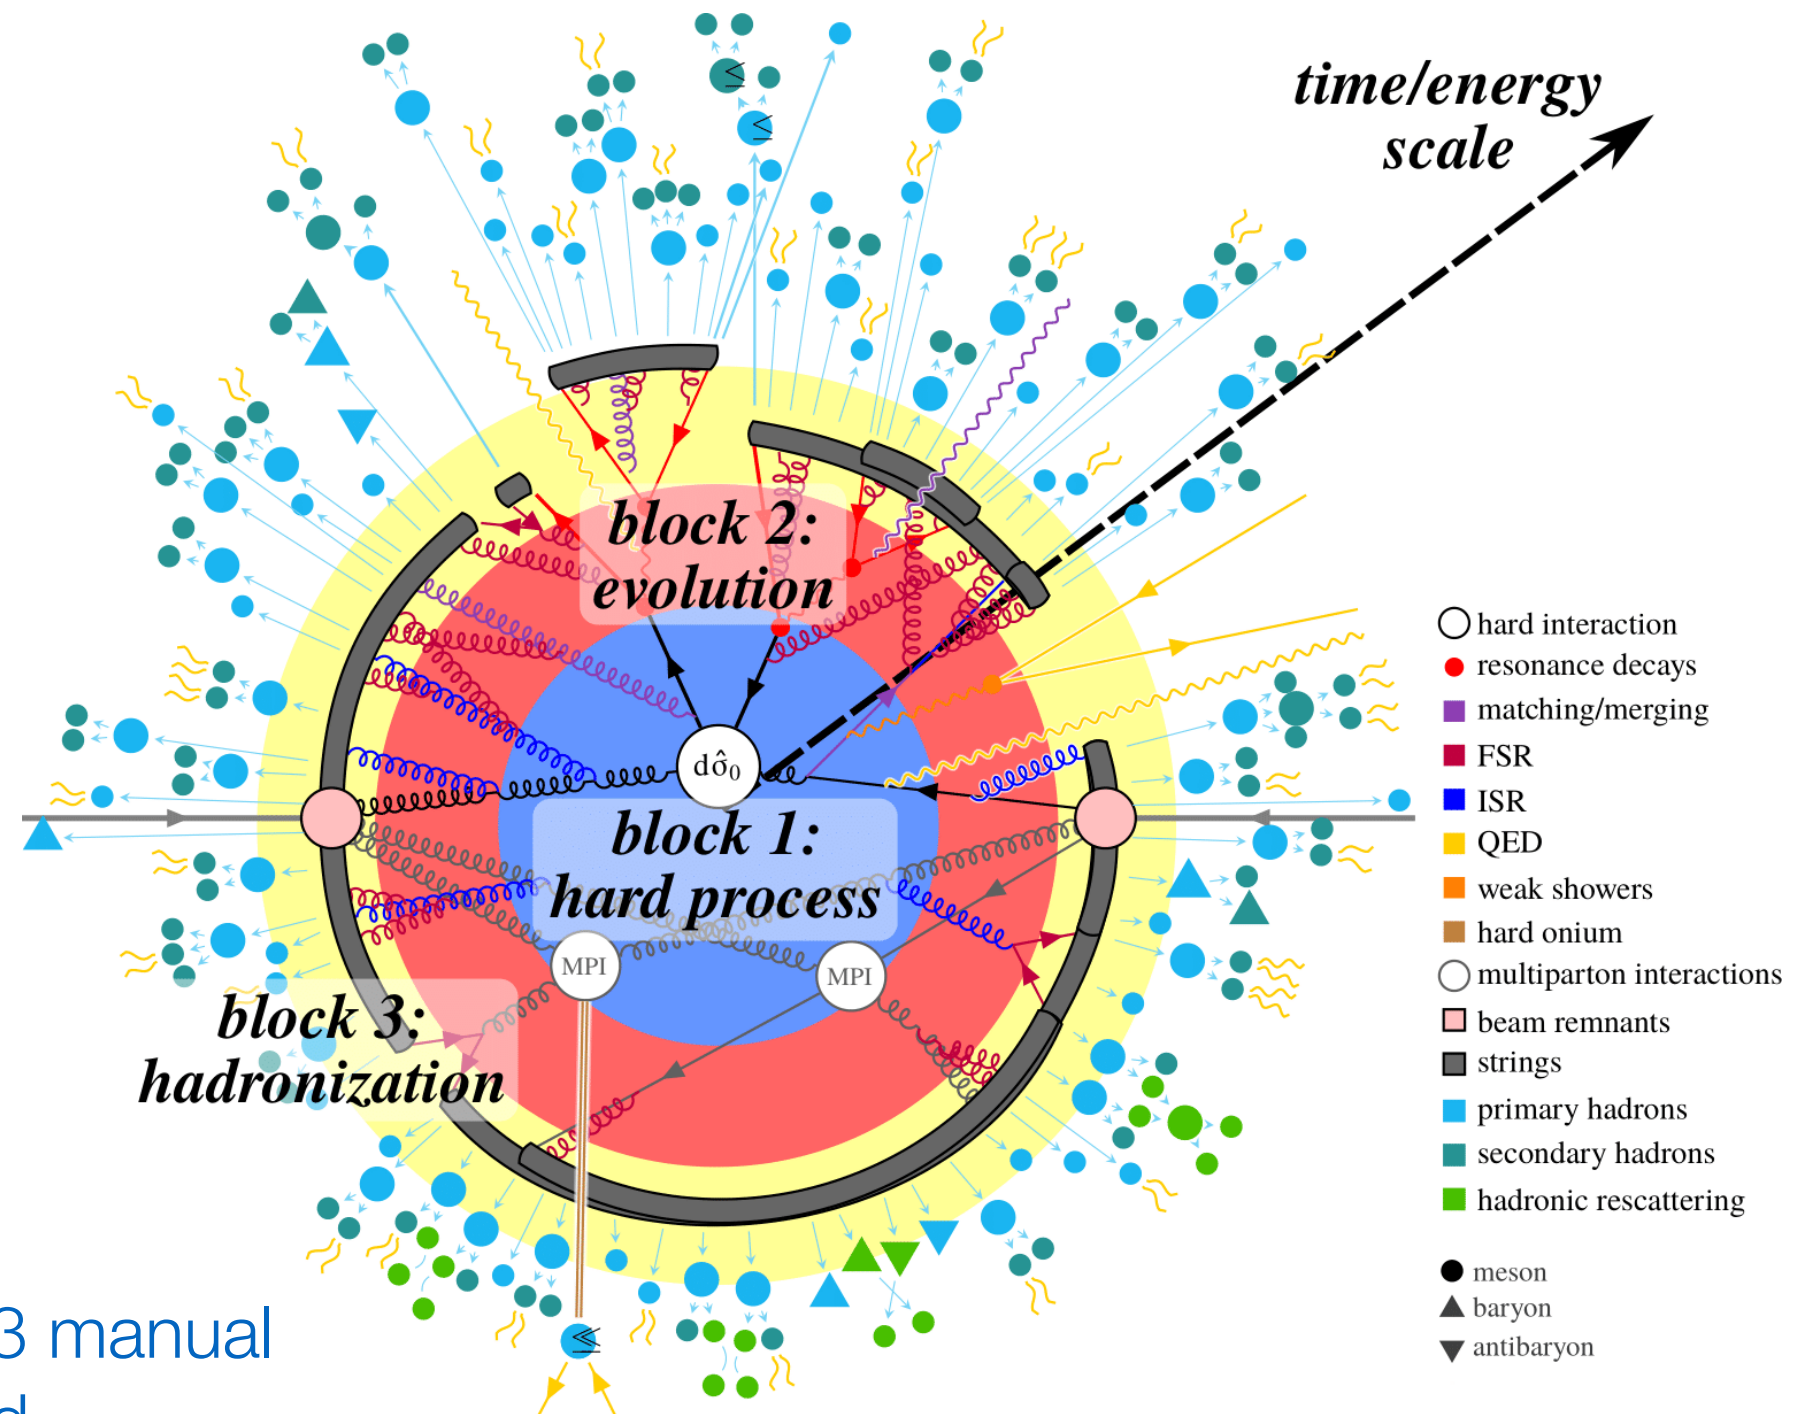 time/energy
scale
block 2:
evolution
dσ̂₀
block 1:
hard process
MPI
MPI
block 3:
hadronization
hard interaction
resonance decays
matching/merging
FSR
ISR
QED
weak showers
hard onium
multiparton interactions
beam remnants
strings
primary hadrons
secondary hadrons
hadronic rescattering
meson
baryon
antibaryon
3 manual